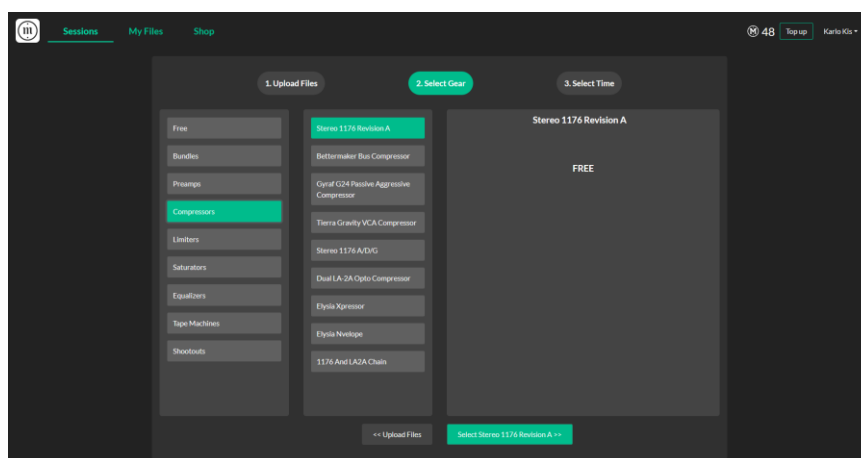 m
Sessions
My Files
Shop
M 48
Top up
Karlo Kis
1. Upload Files
2. Select Gear
3. Select Time
Free
Bundles
Preamps
Compressors
Limiters
Saturators
Equalizers
Tape Machines
Shootouts
Stereo 1176 Revision A
Bettermaker Bus Compressor
Gyraf G24 Passive Aggressive
Compressor
Tierra Gravity VCA Compressor
Stereo 1176 A/D/G
Dual LA-2A Opto Compressor
Elysia Xpressor
Elysia Nvelope
1176 And LA2A Chain
Stereo 1176 Revision A
FREE
<< Upload Files
Select Stereo 1176 Revision A >>